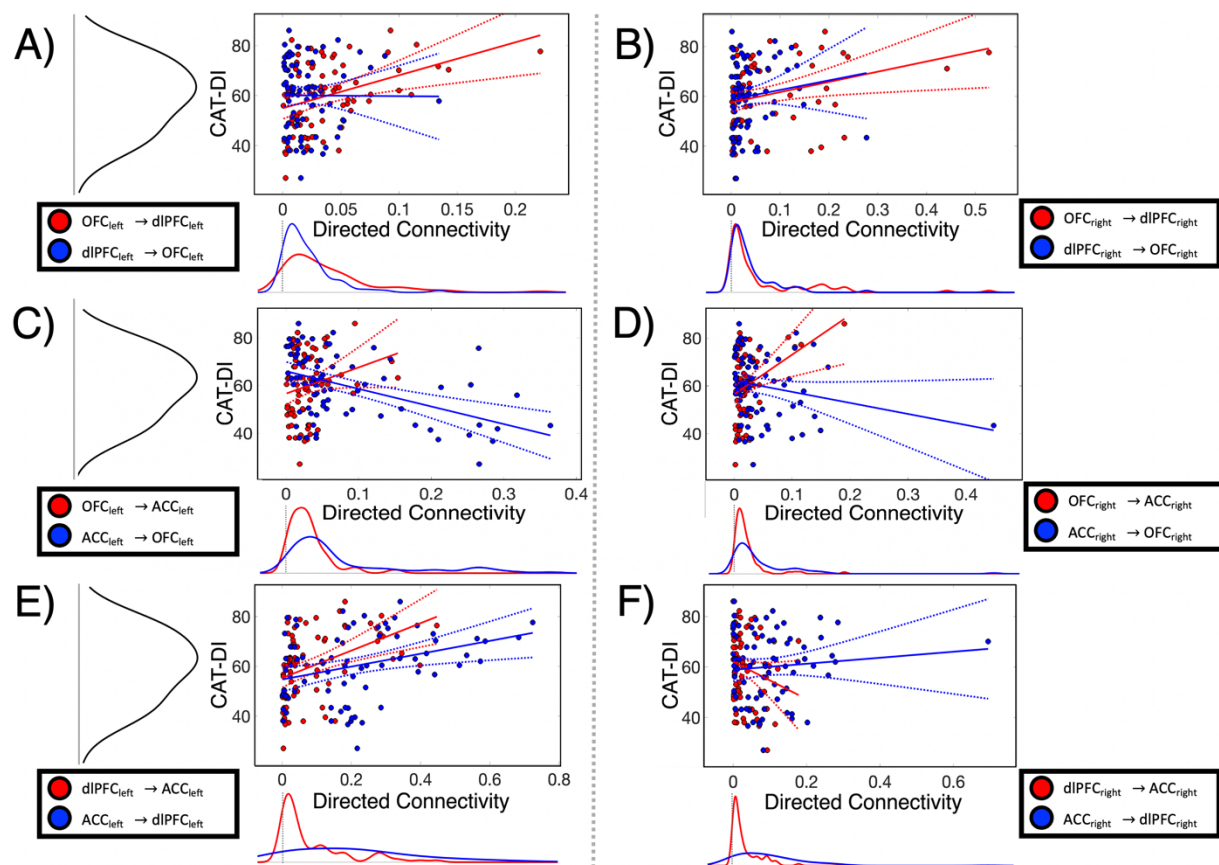 A)
CAT-DI
80
60
40
0
0.05
0.1
0.15
0.2
Directed Connectivity
OFCleft → dlPFCleft
dlPFCleft → OFCleft
B)
CAT-DI
80
60
40
0
0.1
0.2
0.3
0.4
0.5
Directed Connectivity
OFCright → dlPFCright
dlPFCright → OFCright
C)
CAT-DI
80
60
40
0
0.1
0.2
0.3
0.4
Directed Connectivity
OFCleft → ACCleft
ACCleft → OFCleft
D)
CAT-DI
80
60
40
0
0.1
0.2
0.3
0.4
Directed Connectivity
OFCright → ACCright
ACCright → OFCright
E)
CAT-DI
80
60
40
0
0.2
0.4
0.6
0.8
Directed Connectivity
dlPFCleft → ACCleft
ACCleft → dlPFCleft
F)
CAT-DI
80
60
40
0
0.2
0.4
0.6
Directed Connectivity
dlPFCright → ACCright
ACCright → dlPFCright